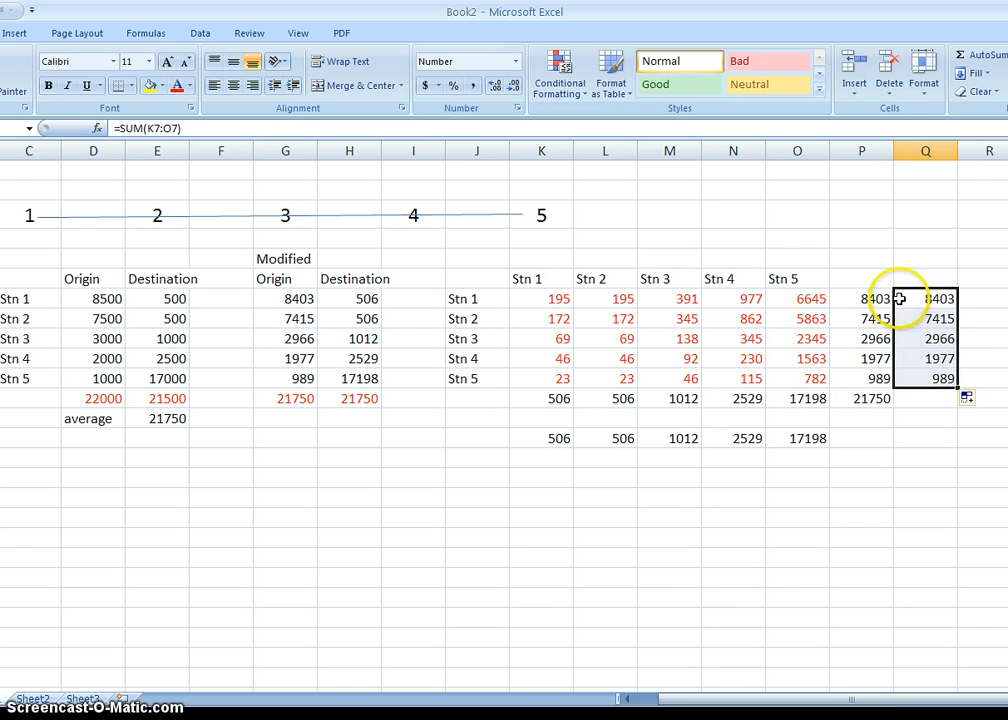 Book2 - Microsoft Excel
Insert Page Layout Formulas Data Review View PDF
Calibri 11 A A Wrap Text Number Normal Bad AutoSum
Painter B I U A Merge & Center $ % , Conditional Formatting Format as Table Good Neutral Insert Delete Format Fill Clear
Font Alignment Number Styles Cells
fx =SUM(K7:O7)
C D E F G H I J K L M N O P Q R
1 2 3 4 5
Modified
Origin Destination Origin Destination Stn 1 Stn 2 Stn 3 Stn 4 Stn 5
Stn 1 8500 500 8403 506 Stn 1 195 195 391 977 6645 8403 8403
Stn 2 7500 500 7415 506 Stn 2 172 172 345 862 5863 7415 7415
Stn 3 3000 1000 2966 1012 Stn 3 69 69 138 345 2345 2966 2966
Stn 4 2000 2500 1977 2529 Stn 4 46 46 92 230 1563 1977 1977
Stn 5 1000 17000 989 17198 Stn 5 23 23 46 115 782 989 989
22000 21500 21750 21750 506 506 1012 2529 17198 21750
average 21750
506 506 1012 2529 17198
Sheet2 Sheet3
Screencast-O-Matic.com